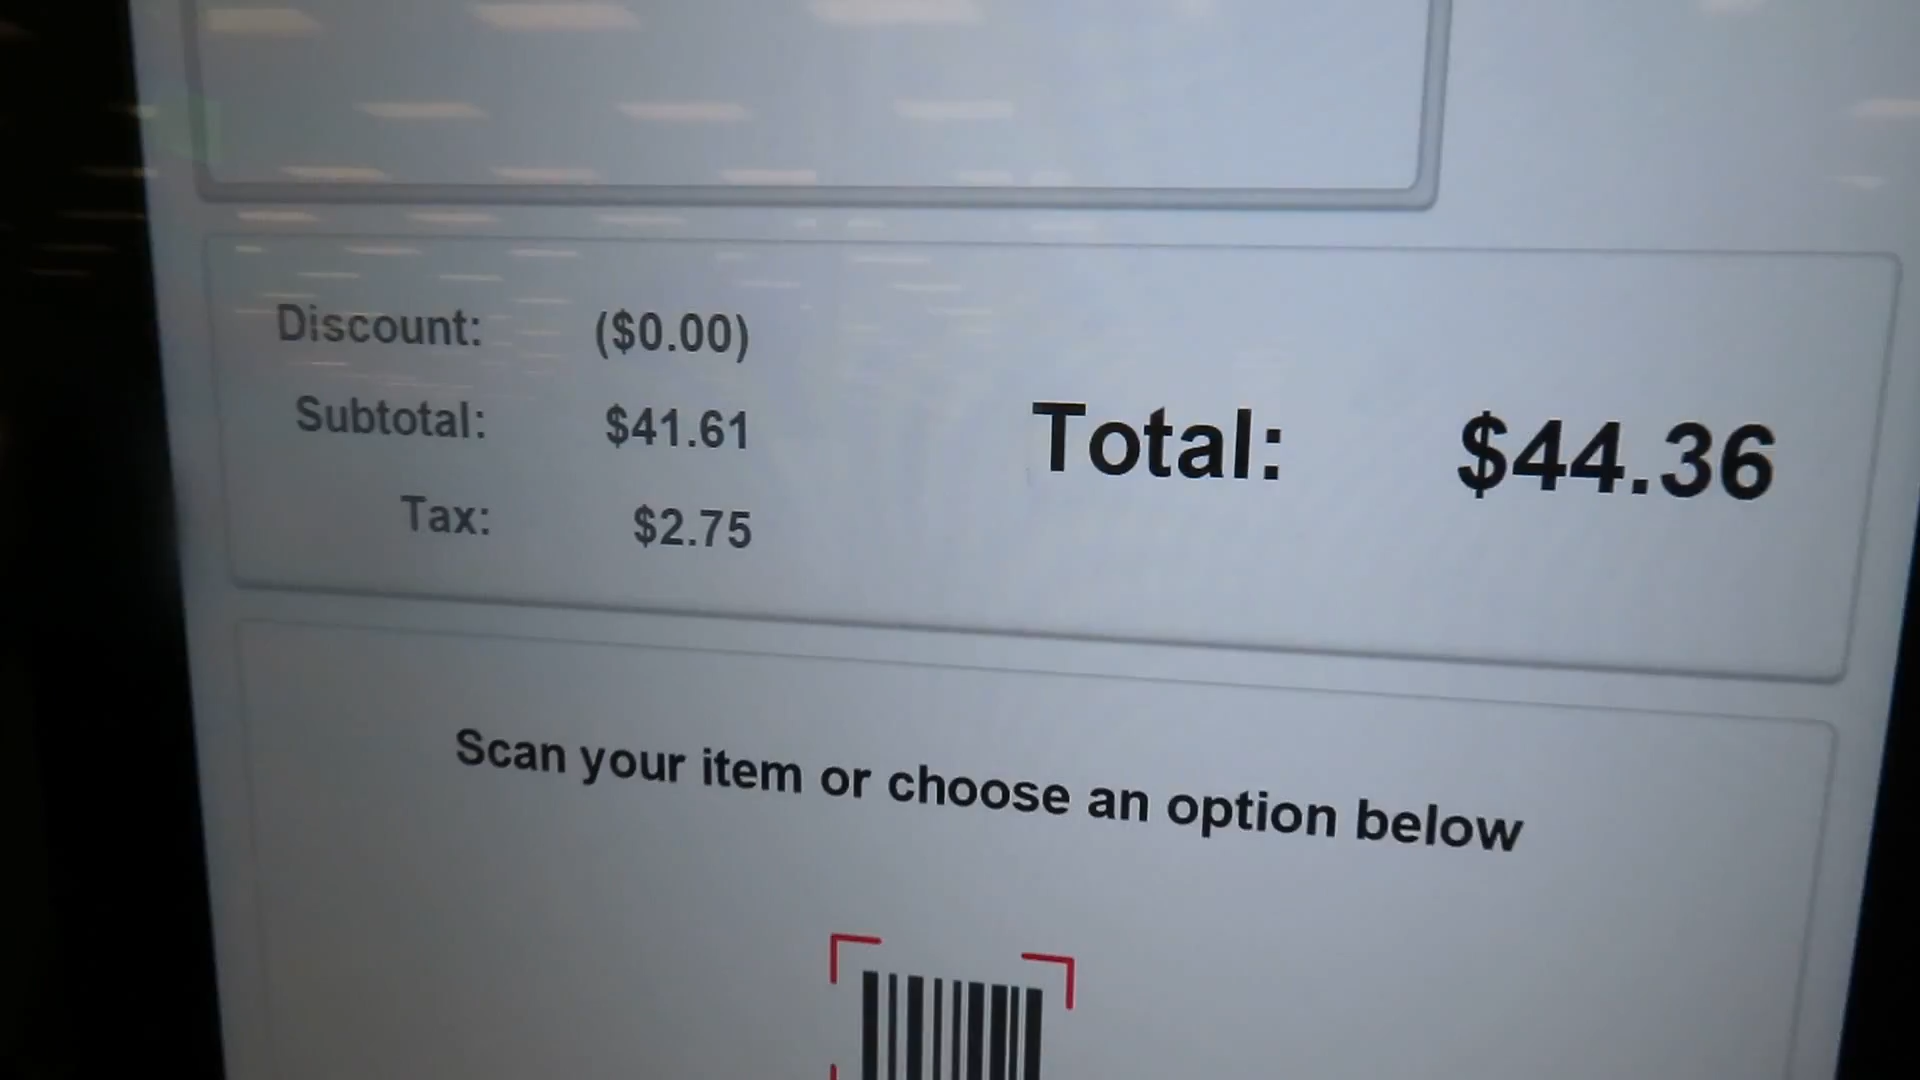 Discount: ($0.00)
Subtotal: $41.61
Tax: $2.75
Total: $44.36
Scan your item or choose an option below